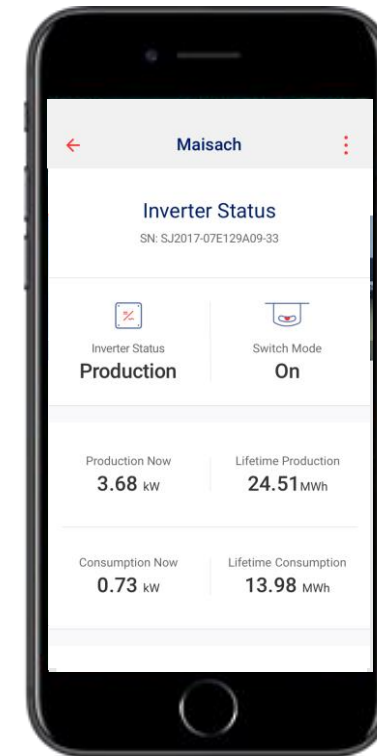 Maisach
Inverter Status
SN: SJ2017-07E129A09-33
Inverter Status
Production
Switch Mode
On
Production Now
3.68 kW
Lifetime Production
24.51MWh
Consumption Now
0.73 kW
Lifetime Consumption
13.98 MWh